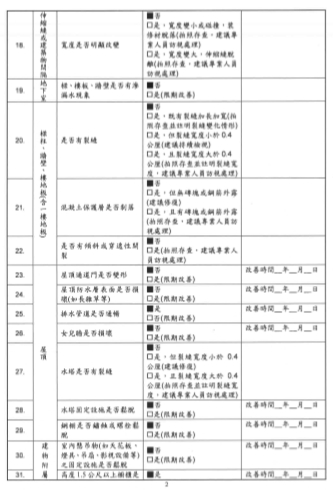 18.
伸縮縫或建築物間隔
寬度是否明顯改變
■否
□是，寬度變小或碰撞，裝
修材脫落(拍照存查，建議專
業人員訪視處理)
□是，寬度變大，伸縮縫脫
離(拍照存查，建議專業人員
訪視處理)
19.
地下室
樑、樓板、牆壁是否有滲
漏水現象
■否
□是(限期改善)
20.
樑柱、牆壁、樓地板(含一樓地板)
是否有裂縫
■否
□是，既有裂縫加長加寬(拍
照存查並註明裂縫變化情形)
□是，但裂縫寬度小於 0.4
公厘(建議持續檢視)
□是，且裂縫寬度大於 0.4
公厘(拍照存查並註明裂縫寬
度，建議專業人員訪視處理)
21.
混凝土保護層是否剝落
■否
□是，但無磚塊或鋼筋外露
(建議修復)
□是，且有磚塊或鋼筋外露
(拍照存查，建議專業人員訪
視處理)
22.
是否有傾斜或貫透性開
裂
■否
□是(拍照存查，建議專業人
員訪視處理)
屋頂
23.
屋頂通道門是否變形
■否
□是(限期改善)
改善時間__年__月__日
24.
屋頂防水層表面是否損
壞(如長雜草等)
■否
□是(限期改善)
改善時間__年__月__日
25.
排水管道是否通暢
■是
□否(限期改善)
改善時間__年__月__日
26.
女兒牆是否損壞
■否
□是(限期改善)
改善時間__年__月__日
27.
水塔是否有裂縫
■否
□是，但裂縫寬度小於 0.4
公厘(限期改善)
□是，且裂縫寬度大於 0.4
公厘(拍照存查並註明裂縫寬
度，建議專業人員訪視處理)
改善時間__年__月__日
28.
水塔固定設施是否鬆脫
■否
□是(限期改善)
改善時間__年__月__日
29.
鋼架是否鏽蝕或螺栓鬆
脫
■否
□是(限期改善)
改善時間__年__月__日
30.
建物附屬
室內懸吊物(如天花板、
燈具、吊扇、影視設備等)
之固定設施是否鬆脫
■否
□是(限期改善)
改善時間__年__月__日
31.
高度 1.5 公尺以上櫥櫃是
■是
改善時間__年__月__日
3